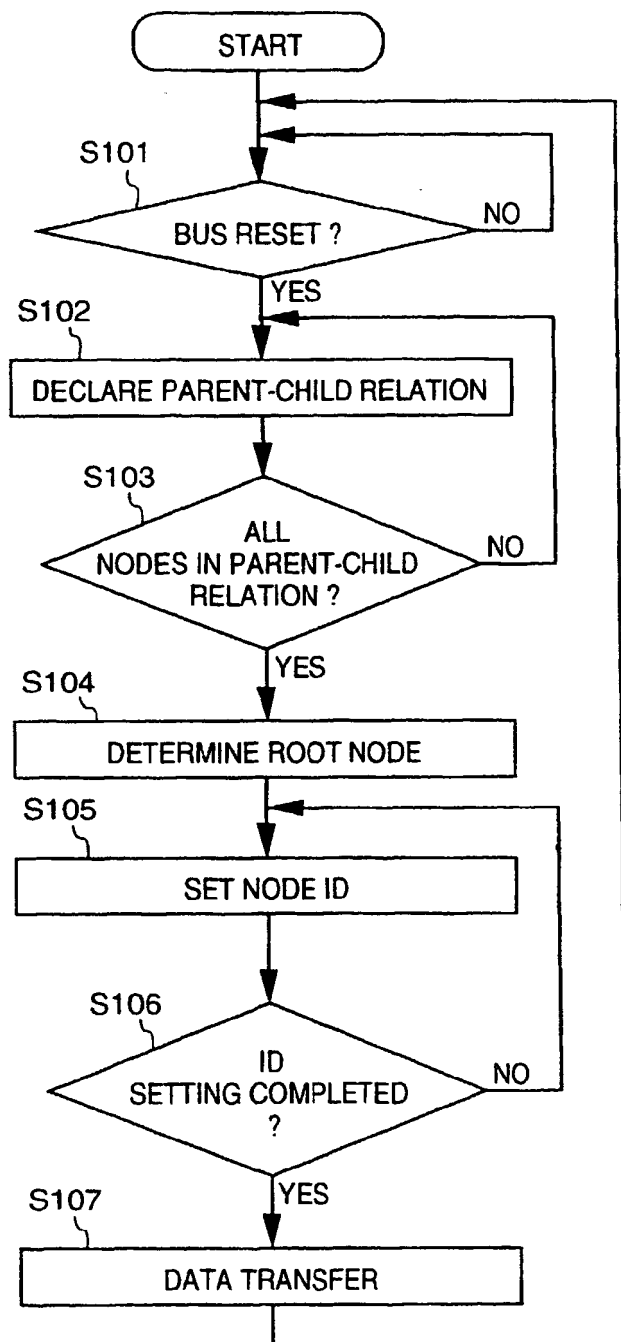 START
S101
BUS RESET ?
NO
YES
S102
DECLARE PARENT-CHILD RELATION
S103
ALL
NODES IN PARENT-CHILD
RELATION ?
NO
YES
S104
DETERMINE ROOT NODE
S105
SET NODE ID
S106
ID
SETTING COMPLETED
?
NO
YES
S107
DATA TRANSFER